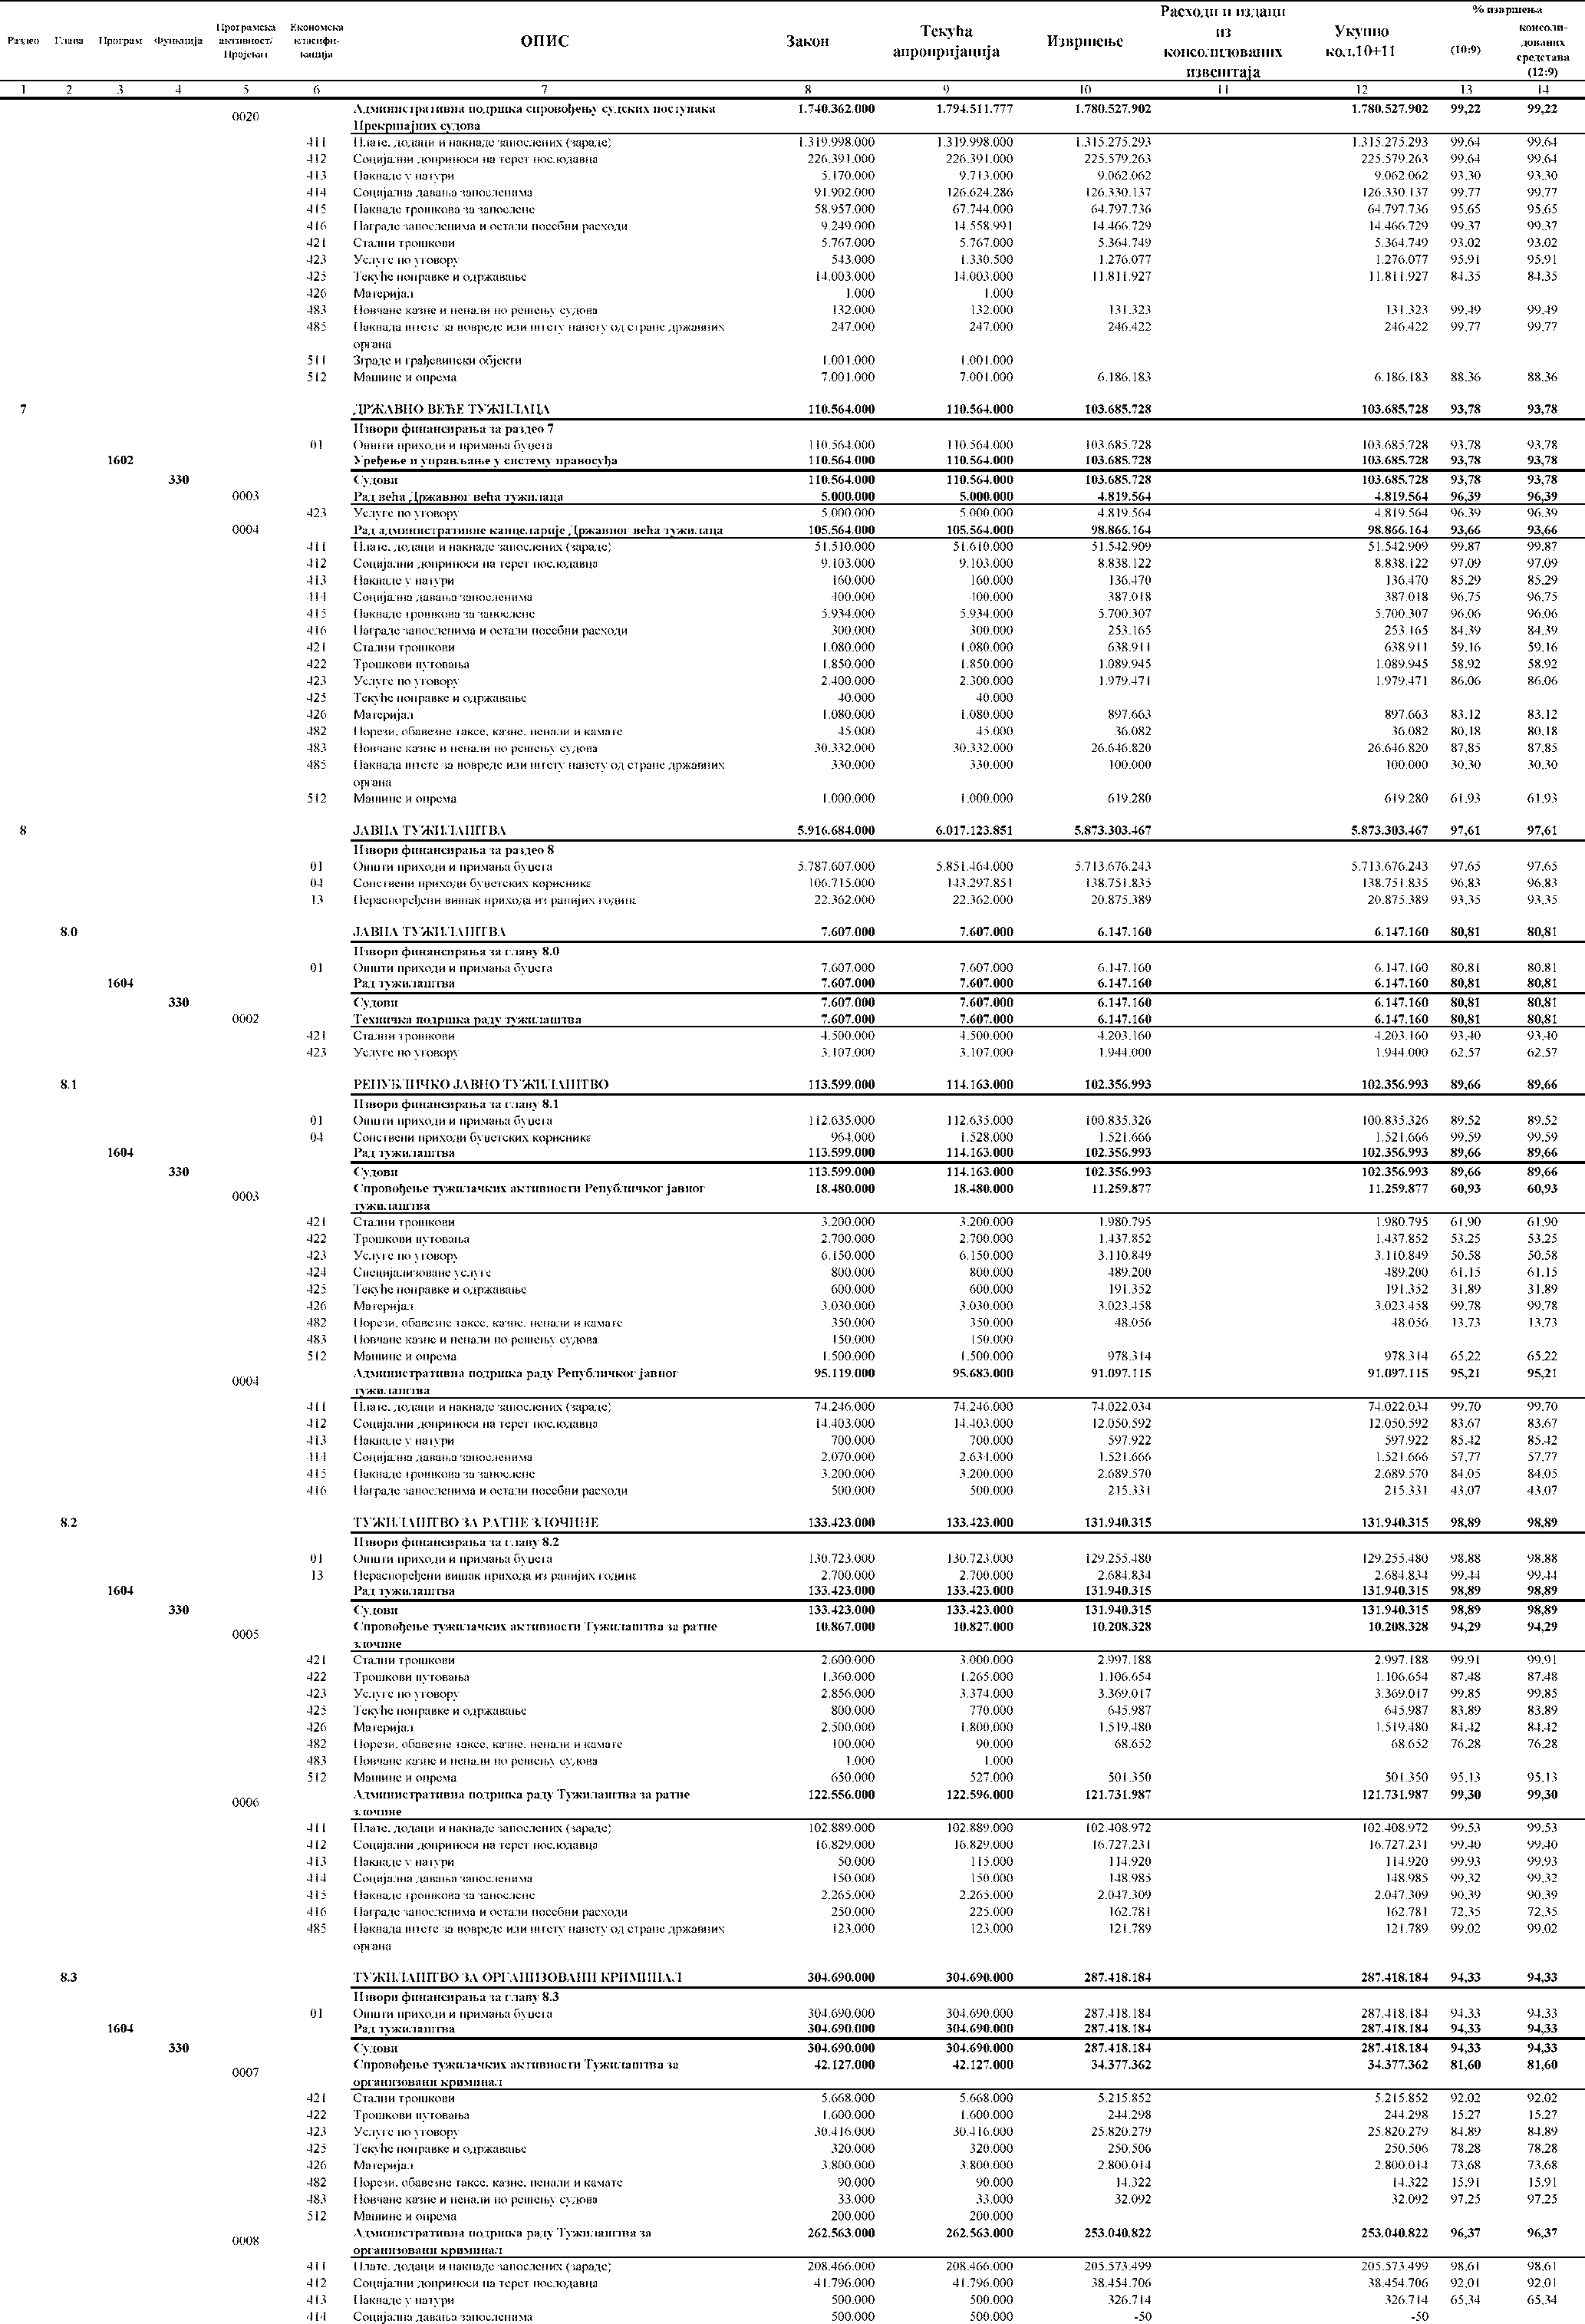 Раздео Глава Програм Функција Програмска активност/ Пројекат Економска класифи-кација ОПИС Закон Текућа апропријација Извршење Расходи и издаци из консолидованих извештаја Укупно кол.10+11 % извршења (10:9) консоли-дованих средстава (12:9)
1 2 3 4 5 6 7 8 9 10 11 12 13 14
0020 Административна подршка спровођењу судских поступака Прекршајних судова 1.740.362.000 1.794.511.777 1.780.527.902 1.780.527.902 99,22 99,22
411 Плате, додаци и накнаде запослених (зараде) 1.319.998.000 1.319.998.000 1.315.275.293 1.315.275.293 99,64 99,64
412 Социјални доприноси на терет послодавца 226.391.000 226.391.000 225.579.263 225.579.263 99,64 99,64
413 Накнаде у натури 5.170.000 9.713.000 9.062.062 9.062.062 93,30 93,30
414 Социјална давања запосленима 91.902.000 126.624.286 126.330.137 126.330.137 99,77 99,77
415 Накнаде трошкова за запослене 58.957.000 67.744.000 64.797.736 64.797.736 95,65 95,65
416 Награде запосленима и остали посебни расходи 9.249.000 14.558.991 14.466.729 14.466.729 99,37 99,37
421 Стални трошкови 5.767.000 5.767.000 5.364.749 5.364.749 93,02 93,02
423 Услуге по уговору 543.000 1.330.500 1.276.077 1.276.077 95,91 95,91
425 Текуће поправке и одржавање 14.003.000 14.003.000 11.811.927 11.811.927 84,35 84,35
426 Материјал 1.000 1.000
483 Новчане казне и пенали по решењу судова 132.000 132.000 131.323 131.323 99,49 99,49
485 Накнада штете за повреде или штету нанету од стране државних органа 247.000 247.000 246.422 246.422 99,77 99,77
511 Зграде и грађевински објекти 1.001.000 1.001.000
512 Машине и опрема 7.001.000 7.001.000 6.186.183 6.186.183 88,36 88,36
7 ДРЖАВНО ВЕЋЕ ТУЖИЛАЦА 110.564.000 110.564.000 103.685.728 103.685.728 93,78 93,78
Извори финансирања за раздео 7
01 Општи приходи и примања буџета 110.564.000 110.564.000 103.685.728 103.685.728 93,78 93,78
1602 Уређење и управљање у систему правосуђа 110.564.000 110.564.000 103.685.728 103.685.728 93,78 93,78
330 Судови 110.564.000 110.564.000 103.685.728 103.685.728 93,78 93,78
0003 Рад већа Државног већа тужилаца 5.000.000 5.000.000 4.819.564 4.819.564 96,39 96,39
423 Услуге по уговору 5.000.000 5.000.000 4.819.564 4.819.564 96,39 96,39
0004 Рад административне канцеларије Државног већа тужилаца 105.564.000 105.564.000 98.866.164 98.866.164 93,66 93,66
411 Плате, додаци и накнаде запослених (зараде) 51.510.000 51.610.000 51.542.909 51.542.909 99,87 99,87
412 Социјални доприноси на терет послодавца 9.103.000 9.103.000 8.838.122 8.838.122 97,09 97,09
413 Накнаде у натури 160.000 160.000 136.470 136.470 85,29 85,29
414 Социјална давања запосленима 400.000 400.000 387.018 387.018 96,75 96,75
415 Накнаде трошкова за запослене 5.934.000 5.934.000 5.700.307 5.700.307 96,06 96,06
416 Награде запосленима и остали посебни расходи 300.000 300.000 253.165 253.165 84,39 84,39
421 Стални трошкови 1.080.000 1.080.000 638.911 638.911 59,16 59,16
422 Трошкови путовања 1.850.000 1.850.000 1.089.945 1.089.945 58,92 58,92
423 Услуге по уговору 2.400.000 2.300.000 1.979.471 1.979.471 86,06 86,06
425 Текуће поправке и одржавање 40.000 40.000
426 Материјал 1.080.000 1.080.000 897.663 897.663 83,12 83,12
482 Порези, обавезне таксе, казне, пенали и камате 45.000 45.000 36.082 36.082 80,18 80,18
483 Новчане казне и пенали по решењу судова 30.332.000 30.332.000 26.646.820 26.646.820 87,85 87,85
485 Накнада штете за повреде или штету нанету од стране државних органа 330.000 330.000 100.000 100.000 30,30 30,30
512 Машине и опрема 1.000.000 1.000.000 619.280 619.280 61,93 61,93
8 ЈАВНА ТУЖИЛАШТВА 5.916.684.000 6.017.123.851 5.873.303.467 5.873.303.467 97,61 97,61
Извори финансирања за раздео 8
01 Општи приходи и примања буџета 5.787.607.000 5.851.464.000 5.713.676.243 5.713.676.243 97,65 97,65
04 Сопствени приходи буџетских корисника 106.715.000 143.297.851 138.751.835 138.751.835 96,83 96,83
13 Нераспоређени вишак прихода из ранијих година 22.362.000 22.362.000 20.875.389 20.875.389 93,35 93,35
8.0 ЈАВНА ТУЖИЛАШТВА 7.607.000 7.607.000 6.147.160 6.147.160 80,81 80,81
Извори финансирања за главу 8.0
01 Општи приходи и примања буџета 7.607.000 7.607.000 6.147.160 6.147.160 80,81 80,81
1604 Рад тужилаштва 7.607.000 7.607.000 6.147.160 6.147.160 80,81 80,81
330 Судови 7.607.000 7.607.000 6.147.160 6.147.160 80,81 80,81
0002 Техничка подршка раду тужилаштва 7.607.000 7.607.000 6.147.160 6.147.160 80,81 80,81
421 Стални трошкови 4.500.000 4.500.000 4.203.160 4.203.160 93,40 93,40
423 Услуге по уговору 3.107.000 3.107.000 1.944.000 1.944.000 62,57 62,57
8.1 РЕПУБЛИЧКО ЈАВНО ТУЖИЛАШТВО 113.599.000 114.163.000 102.356.993 102.356.993 89,66 89,66
Извори финансирања за главу 8.1
01 Општи приходи и примања буџета 112.635.000 112.635.000 100.835.326 100.835.326 89,52 89,52
04 Сопствени приходи буџетских корисника 964.000 1.528.000 1.521.666 1.521.666 99,59 99,59
1604 Рад тужилаштва 113.599.000 114.163.000 102.356.993 102.356.993 89,66 89,66
330 Судови 113.599.000 114.163.000 102.356.993 102.356.993 89,66 89,66
0003 Спровођење тужилачких активности Републичког јавног тужилаштва 18.480.000 18.480.000 11.259.877 11.259.877 60,93 60,93
421 Стални трошкови 3.200.000 3.200.000 1.980.795 1.980.795 61,90 61,90
422 Трошкови путовања 2.700.000 2.700.000 1.437.852 1.437.852 53,25 53,25
423 Услуге по уговору 6.150.000 6.150.000 3.110.849 3.110.849 50,58 50,58
424 Специјализоване услуге 800.000 800.000 489.200 489.200 61,15 61,15
425 Текуће поправке и одржавање 600.000 600.000 191.352 191.352 31,89 31,89
426 Материјал 3.030.000 3.030.000 3.023.458 3.023.458 99,78 99,78
482 Порези, обавезне таксе, казне, пенали и камате 350.000 350.000 48.056 48.056 13,73 13,73
483 Новчане казне и пенали по решењу судова 150.000 150.000
512 Машине и опрема 1.500.000 1.500.000 978.314 978.314 65,22 65,22
0004 Административна подршка раду Републичког јавног тужилаштва 95.119.000 95.683.000 91.097.115 91.097.115 95,21 95,21
411 Плате, додаци и накнаде запослених (зараде) 74.246.000 74.246.000 74.022.034 74.022.034 99,70 99,70
412 Социјални доприноси на терет послодавца 14.403.000 14.403.000 12.050.592 12.050.592 83,67 83,67
413 Накнаде у натури 700.000 700.000 597.922 597.922 85,42 85,42
414 Социјална давања запосленима 2.070.000 2.634.000 1.521.666 1.521.666 57,77 57,77
415 Накнаде трошкова за запослене 3.200.000 3.200.000 2.689.570 2.689.570 84,05 84,05
416 Награде запосленима и остали посебни расходи 500.000 500.000 215.331 215.331 43,07 43,07
8.2 ТУЖИЛАШТВО ЗА РАТНЕ ЗЛОЧИНЕ 133.423.000 133.423.000 131.940.315 131.940.315 98,89 98,89
Извори финансирања за главу 8.2
01 Општи приходи и примања буџета 130.723.000 130.723.000 129.255.480 129.255.480 98,88 98,88
13 Нераспоређени вишак прихода из ранијих година 2.700.000 2.700.000 2.684.834 2.684.834 99,44 99,44
1604 Рад тужилаштва 133.423.000 133.423.000 131.940.315 131.940.315 98,89 98,89
330 Судови 133.423.000 133.423.000 131.940.315 131.940.315 98,89 98,89
0005 Спровођење тужилачких активности Тужилаштва за ратне злочине 10.867.000 10.827.000 10.208.328 10.208.328 94,29 94,29
421 Стални трошкови 2.600.000 3.000.000 2.997.188 2.997.188 99,91 99,91
422 Трошкови путовања 1.360.000 1.265.000 1.106.654 1.106.654 87,48 87,48
423 Услуге по уговору 2.856.000 3.374.000 3.369.017 3.369.017 99,85 99,85
425 Текуће поправке и одржавање 800.000 770.000 645.987 645.987 83,89 83,89
426 Материјал 2.500.000 1.800.000 1.519.480 1.519.480 84,42 84,42
482 Порези, обавезне таксе, казне, пенали и камате 100.000 90.000 68.652 68.652 76,28 76,28
483 Новчане казне и пенали по решењу судова 1.000 1.000
512 Машине и опрема 650.000 527.000 501.350 501.350 95,13 95,13
0006 Административна подршка раду Тужилаштва за ратне злочине 122.556.000 122.596.000 121.731.987 121.731.987 99,30 99,30
411 Плате, додаци и накнаде запослених (зараде) 102.889.000 102.889.000 102.408.972 102.408.972 99,53 99,53
412 Социјални доприноси на терет послодавца 16.829.000 16.829.000 16.727.231 16.727.231 99,40 99,40
413 Накнаде у натури 50.000 115.000 114.920 114.920 99,93 99,93
414 Социјална давања запосленима 150.000 150.000 148.985 148.985 99,32 99,32
415 Накнаде трошкова за запослене 2.265.000 2.265.000 2.047.309 2.047.309 90,39 90,39
416 Награде запосленима и остали посебни расходи 250.000 225.000 162.781 162.781 72,35 72,35
485 Накнада штете за повреде или штету нанету од стране државних органа 123.000 123.000 121.789 121.789 99,02 99,02
8.3 ТУЖИЛАШТВО ЗА ОРГАНИЗОВАНИ КРИМИНАЛ 304.690.000 304.690.000 287.418.184 287.418.184 94,33 94,33
Извори финансирања за главу 8.3
01 Општи приходи и примања буџета 304.690.000 304.690.000 287.418.184 287.418.184 94,33 94,33
1604 Рад тужилаштва 304.690.000 304.690.000 287.418.184 287.418.184 94,33 94,33
330 Судови 304.690.000 304.690.000 287.418.184 287.418.184 94,33 94,33
0007 Спровођење тужилачких активности Тужилаштва за организовани криминал 42.127.000 42.127.000 34.377.362 34.377.362 81,60 81,60
421 Стални трошкови 5.668.000 5.668.000 5.215.852 5.215.852 92,02 92,02
422 Трошкови путовања 1.600.000 1.600.000 244.298 244.298 15,27 15,27
423 Услуге по уговору 30.416.000 30.416.000 25.820.279 25.820.279 84,89 84,89
425 Текуће поправке и одржавање 320.000 320.000 250.506 250.506 78,28 78,28
426 Материјал 3.800.000 3.800.000 2.800.014 2.800.014 73,68 73,68
482 Порези, обавезне таксе, казне, пенали и камате 90.000 90.000 14.322 14.322 15,91 15,91
483 Новчане казне и пенали по решењу судова 33.000 33.000 32.092 32.092 97,25 97,25
512 Машине и опрема 200.000 200.000
0008 Административна подршка раду Тужилаштва за организовани криминал 262.563.000 262.563.000 253.040.822 253.040.822 96,37 96,37
411 Плате, додаци и накнаде запослених (зараде) 208.466.000 208.466.000 205.573.499 205.573.499 98,61 98,61
412 Социјални доприноси на терет послодавца 41.796.000 41.796.000 38.454.706 38.454.706 92,01 92,01
413 Накнаде у натури 500.000 500.000 326.714 326.714 65,34 65,34
414 Социјална давања запосленима 500.000 500.000 -50 -50